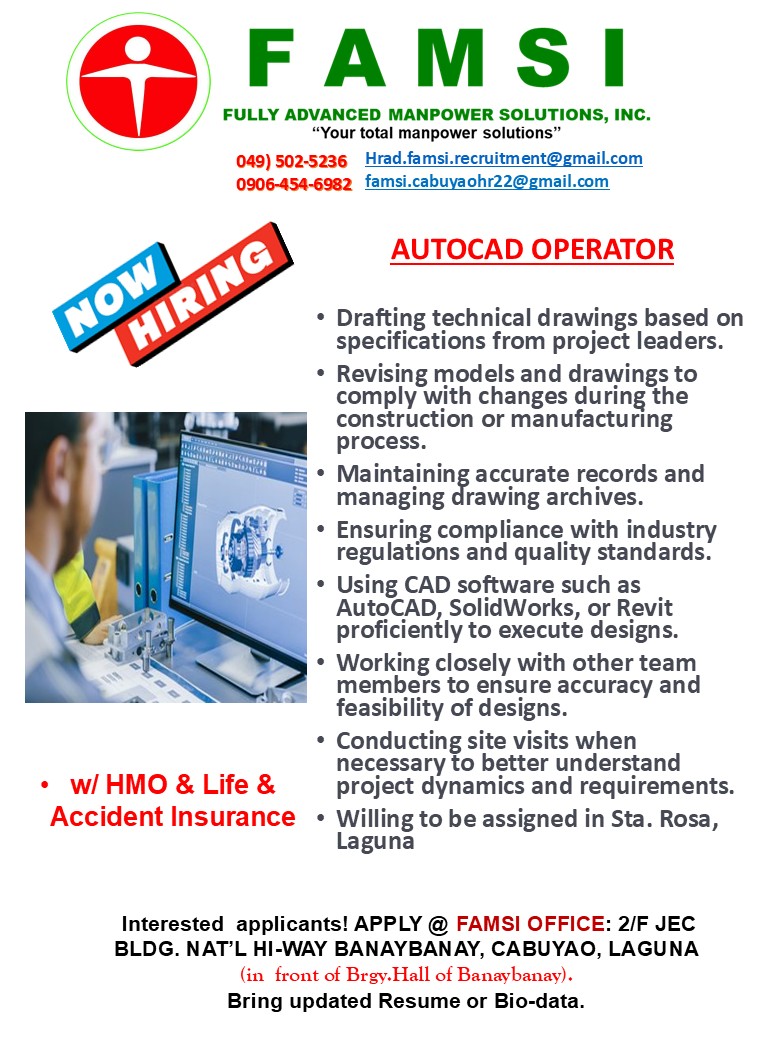 F A M S I
FULLY ADVANCED MANPOWER SOLUTIONS, INC.
“Your total manpower solutions”
049) 502-5236 Hrad.famsi.recruitment@gmail.com
0906-454-6982 famsi.cabuyaohr22@gmail.com
NOW
HIRING
AUTOCAD OPERATOR
• Drafting technical drawings based on
specifications from project leaders.
• Revising models and drawings to
comply with changes during the
construction or manufacturing
process.
• Maintaining accurate records and
managing drawing archives.
• Ensuring compliance with industry
regulations and quality standards.
• Using CAD software such as
AutoCAD, SolidWorks, or Revit
proficiently to execute designs.
• Working closely with other team
members to ensure accuracy and
feasibility of designs.
• Conducting site visits when
necessary to better understand
project dynamics and requirements.
• Willing to be assigned in Sta. Rosa,
Laguna
• w/ HMO & Life &
Accident Insurance
Interested applicants! APPLY @ FAMSI OFFICE: 2/F JEC
BLDG. NAT’L HI-WAY BANAYBANAY, CABUYAO, LAGUNA
(in front of Brgy.Hall of Banaybanay).
Bring updated Resume or Bio-data.